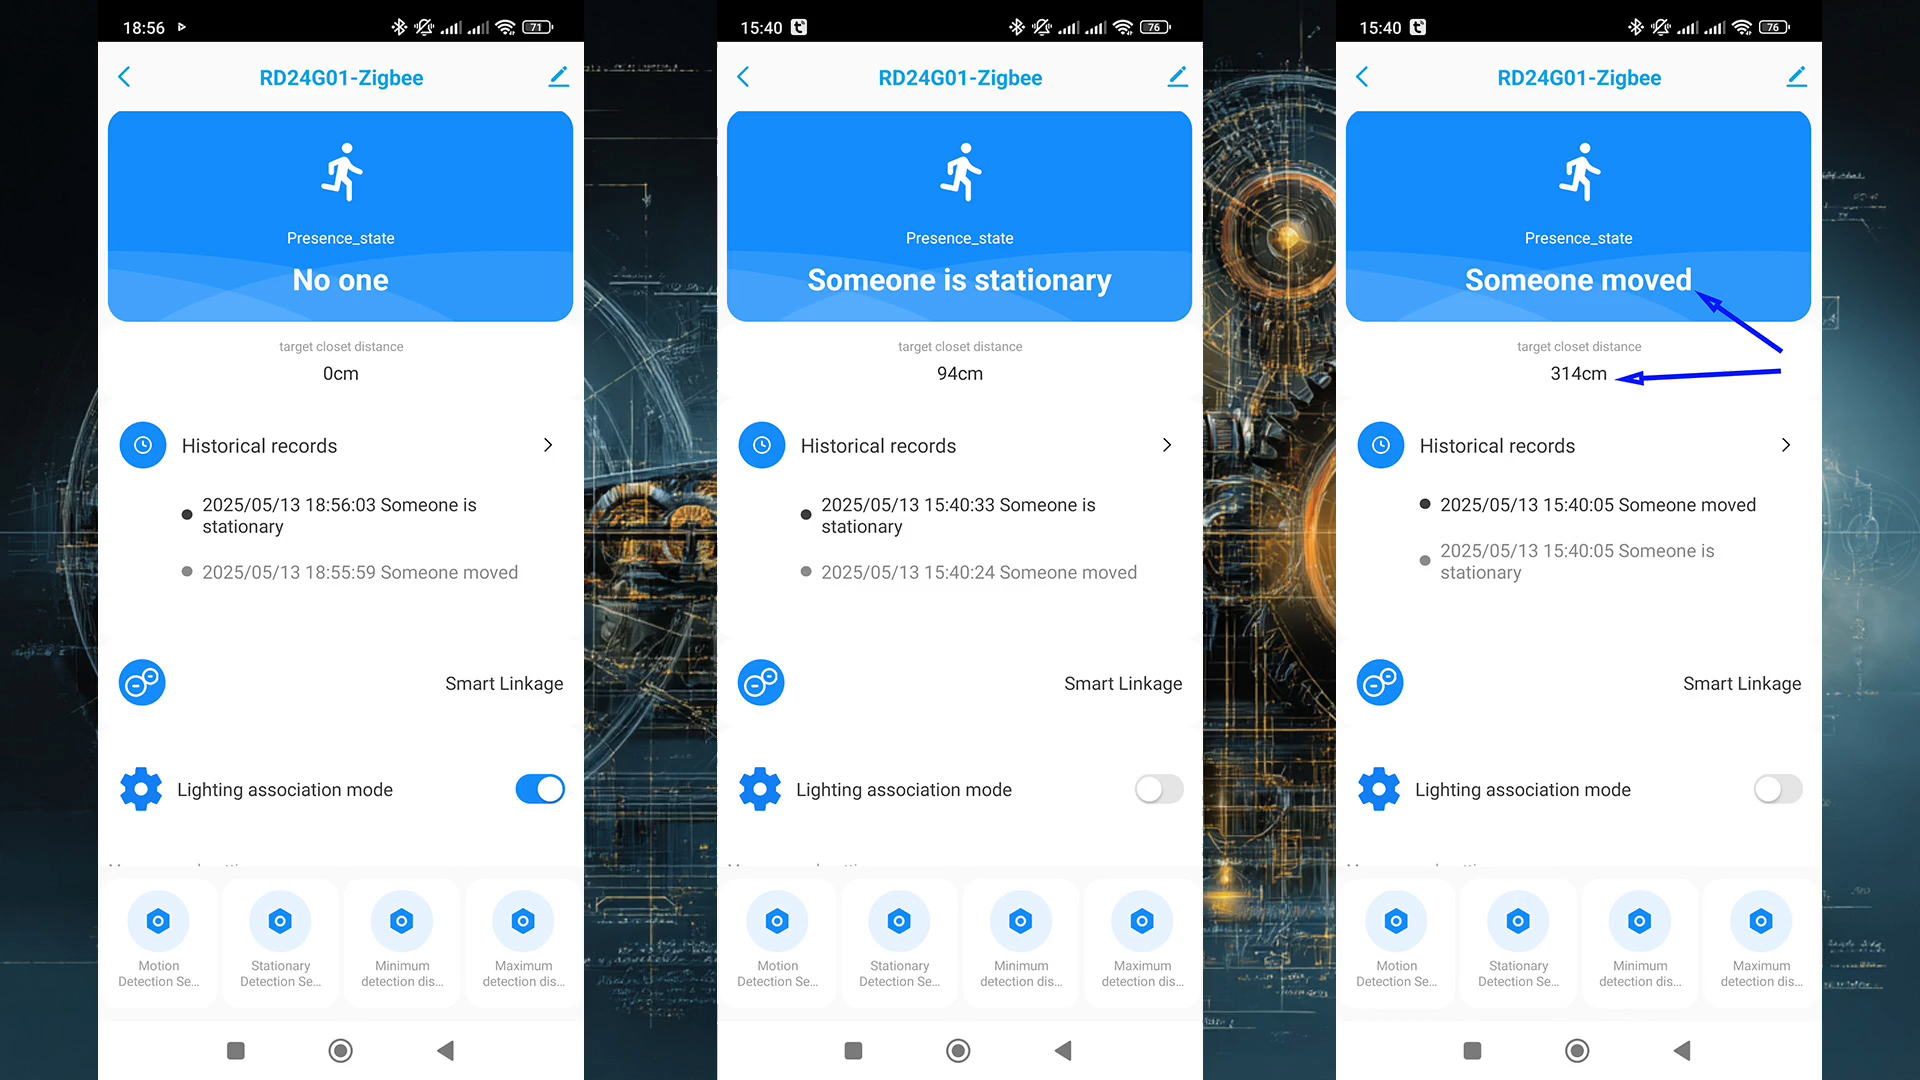 18:56
71
RD24G01-Zigbee
Presence_state
No one
target closet distance
0cm
Historical records
2025/05/13 18:56:03 Someone is
stationary
2025/05/13 18:55:59 Someone moved
Smart Linkage
Lighting association mode
Motion
Detection Se...
Stationary
Detection Se...
Minimum
detection dis...
Maximum
detection dis...
15:40
76
RD24G01-Zigbee
Presence_state
Someone is stationary
target closet distance
94cm
Historical records
2025/05/13 15:40:33 Someone is
stationary
2025/05/13 15:40:24 Someone moved
Smart Linkage
Lighting association mode
Motion
Detection Se...
Stationary
Detection Se...
Minimum
detection dis...
Maximum
detection dis...
15:40
76
RD24G01-Zigbee
Presence_state
Someone moved
target closet distance
314cm
Historical records
2025/05/13 15:40:05 Someone moved
2025/05/13 15:40:05 Someone is
stationary
Smart Linkage
Lighting association mode
Motion
Detection Se...
Stationary
Detection Se...
Minimum
detection dis...
Maximum
detection dis...